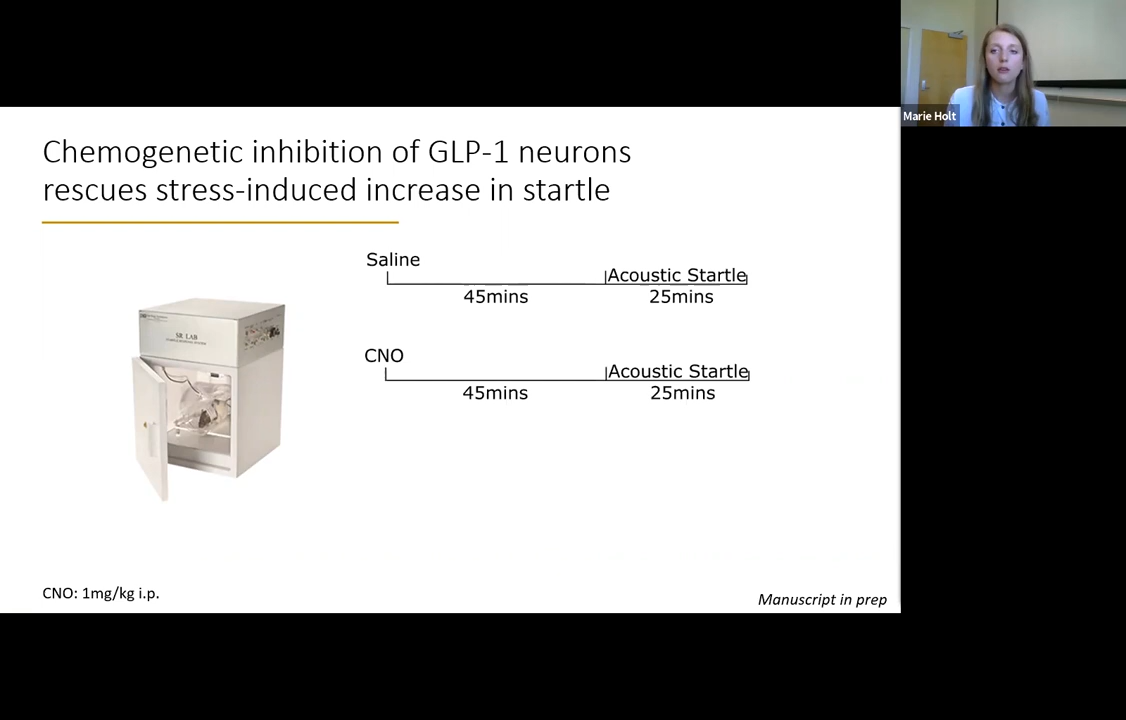 Marie Holt
Chemogenetic inhibition of GLP-1 neurons
rescues stress-induced increase in startle
Saline
Acoustic Startle
45mins
25mins
SR LAB
CNO
Acoustic Startle
45mins
25mins
CNO: 1mg/kg i.p.
Manuscript in prep